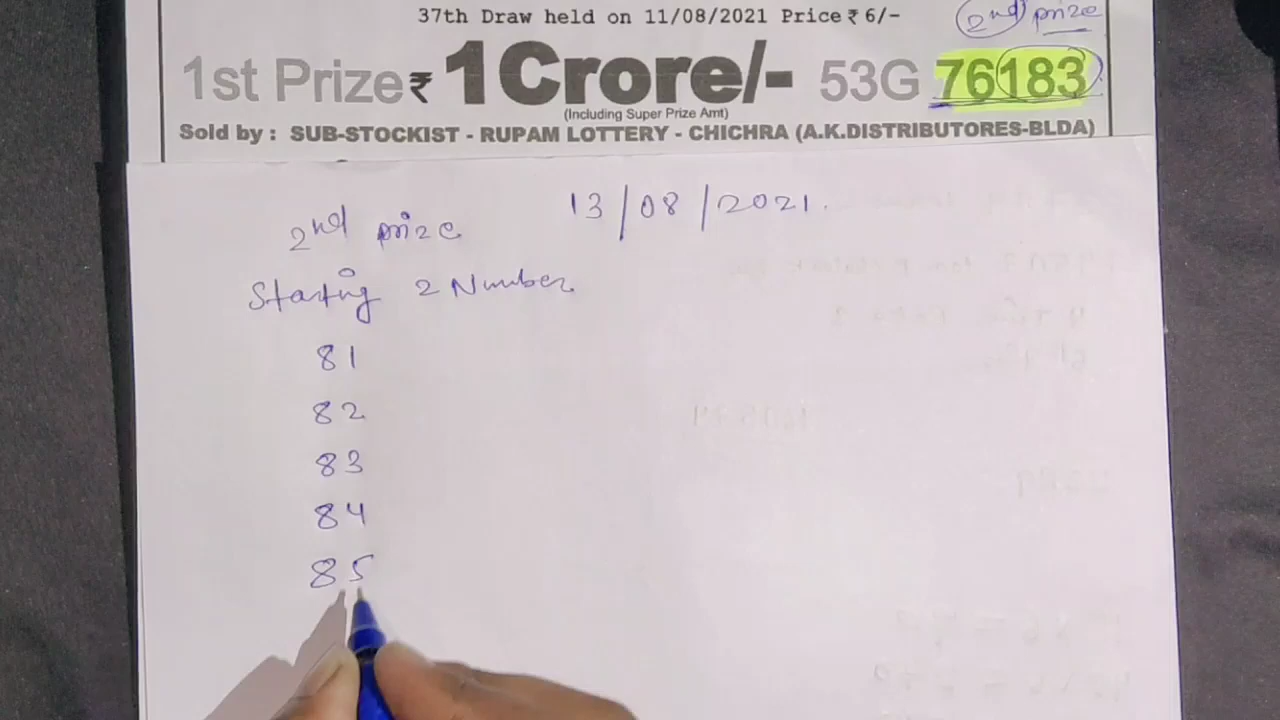 37th Draw held on 11/08/2021 Price ₹ 6/-
2nd prize
1st Prize ₹ 1 Crore/- 53G 76183
(Including Super Prize Amt)
Sold by : SUB-STOCKIST - RUPAM LOTTERY - CHICHRA (A.K.DISTRIBUTORES-BLDA)
13/08/2021.
2nd prize
Starting 2 Number
81
82
83
84
85